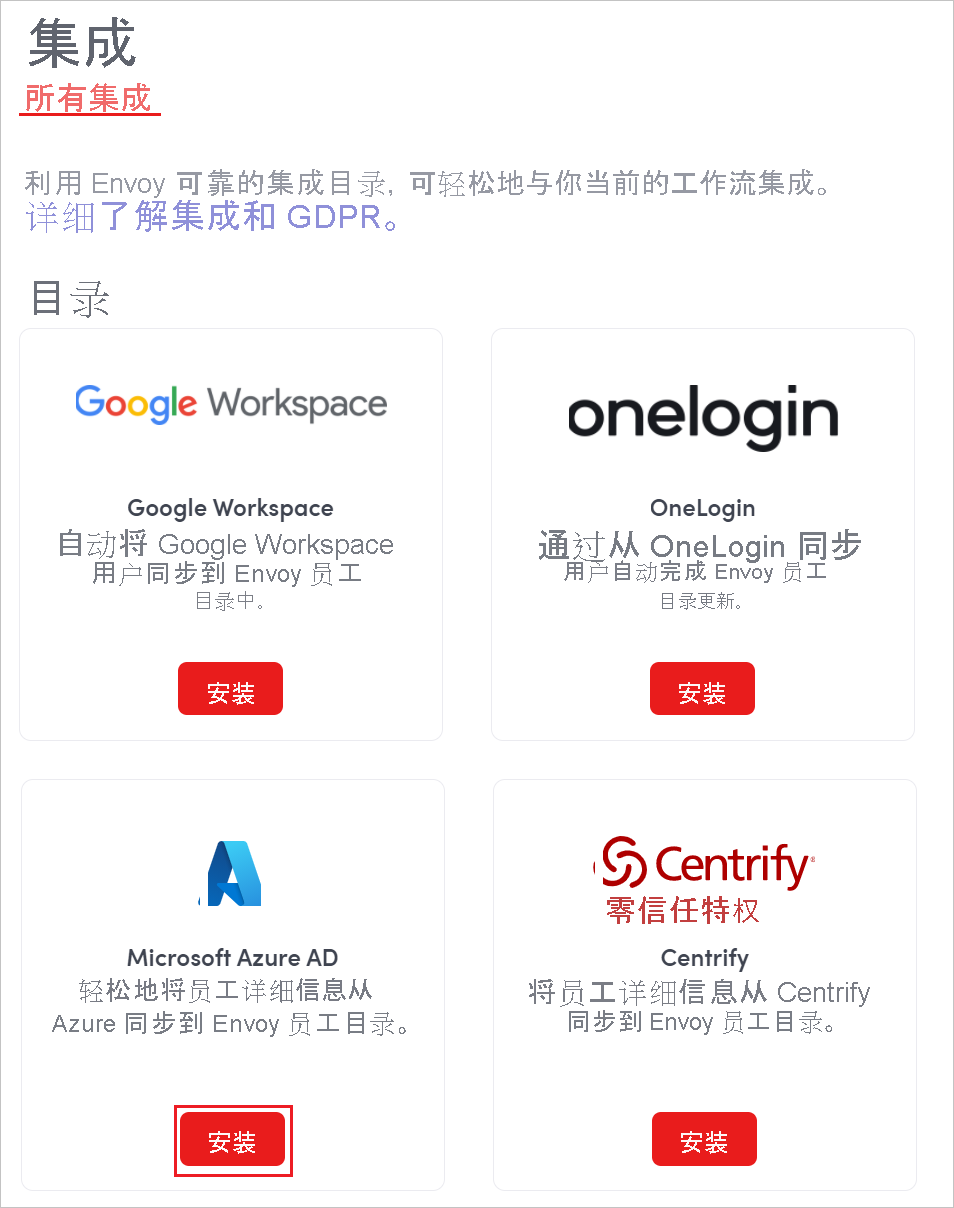 集成
所有集成
利用 Envoy 可靠的集成目录, 可轻松地与你当前的工作流集成。
详细了解集成和 GDPR。
目录
Google Workspace
Google Workspace
自动将 Google Workspace
用户同步到 Envoy 员工
目录中。
安装
onelogin
OneLogin
通过从 OneLogin 同步
用户自动完成 Envoy 员工
目录更新。
安装
Microsoft Azure AD
轻松地将员工详细信息从
Azure 同步到 Envoy 员工目录。
安装
Centrify®
零信任特权
Centrify
将员工详细信息从 Centrify
同步到 Envoy 员工目录。
安装